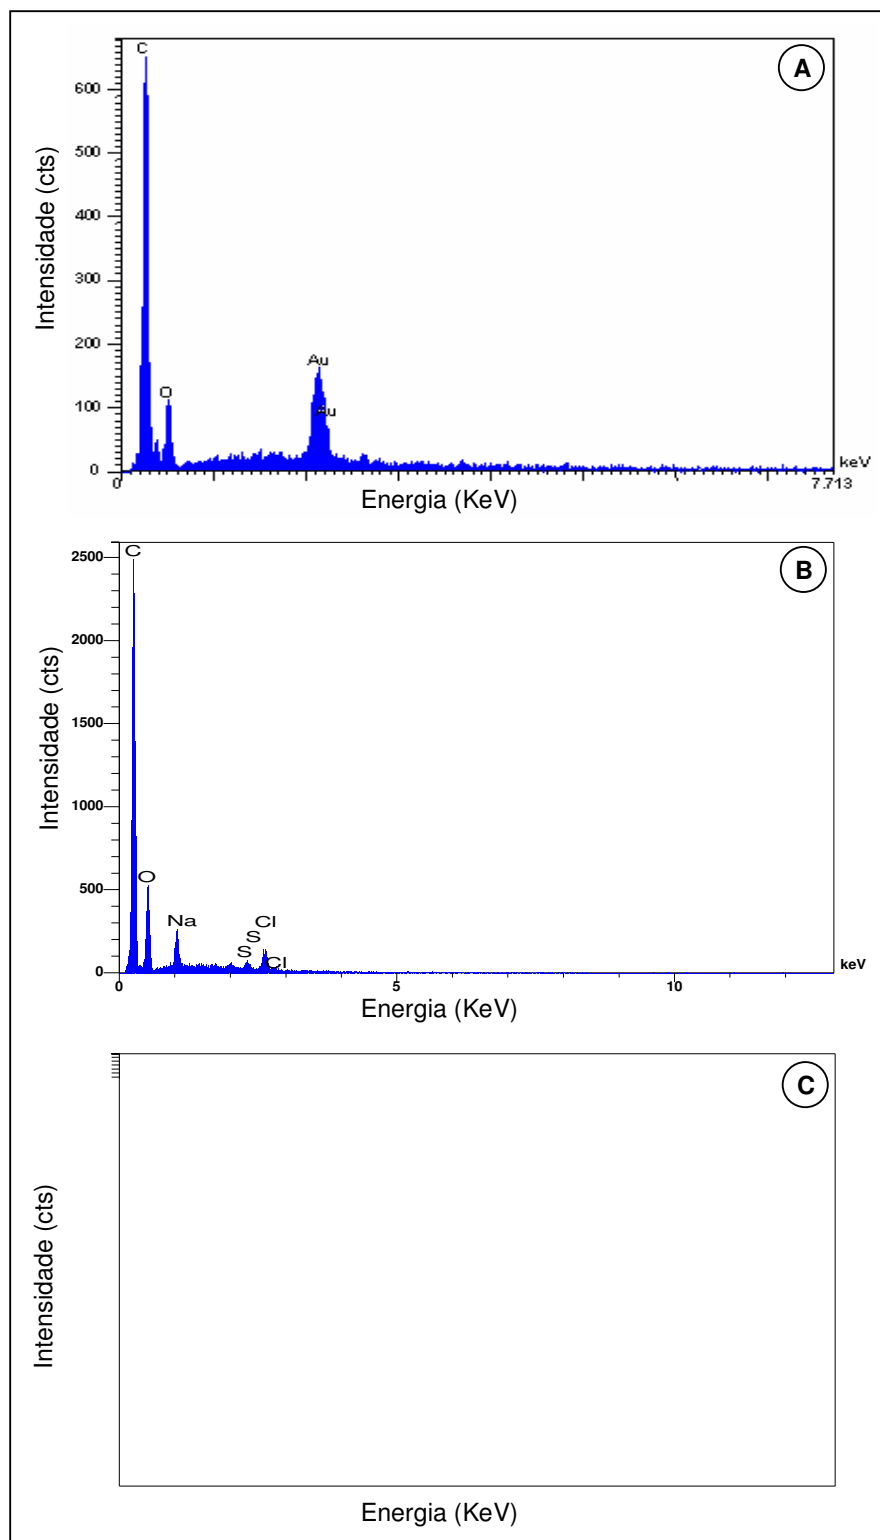 C
A
600
500
400
300
200
100
0
O
Au
Au
Intensidade (cts)
keV
0
7.713
Energia (KeV)
C
B
2500
2000
1500
1000
500
0
O
Na
S
S
Cl
Cl
Intensidade (cts)
keV
0 5 10
Energia (KeV)
C
Intensidade (cts)
Energia (KeV)